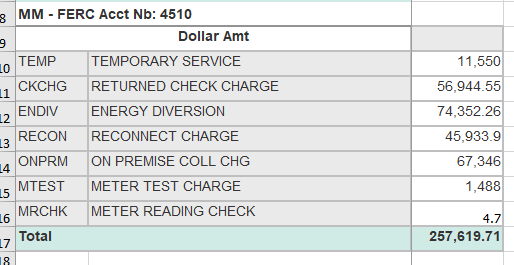 8 MM - FERC Acct Nb: 4510
9 Dollar Amt
10 TEMP TEMPORARY SERVICE 11,550
11 CKCHG RETURNED CHECK CHARGE 56,944.55
12 ENDIV ENERGY DIVERSION 74,352.26
13 RECON RECONNECT CHARGE 45,933.9
14 ONPRM ON PREMISE COLL CHG 67,346
15 MTEST METER TEST CHARGE 1,488
16 MRCHK METER READING CHECK 4.7
17 Total 257,619.71
18